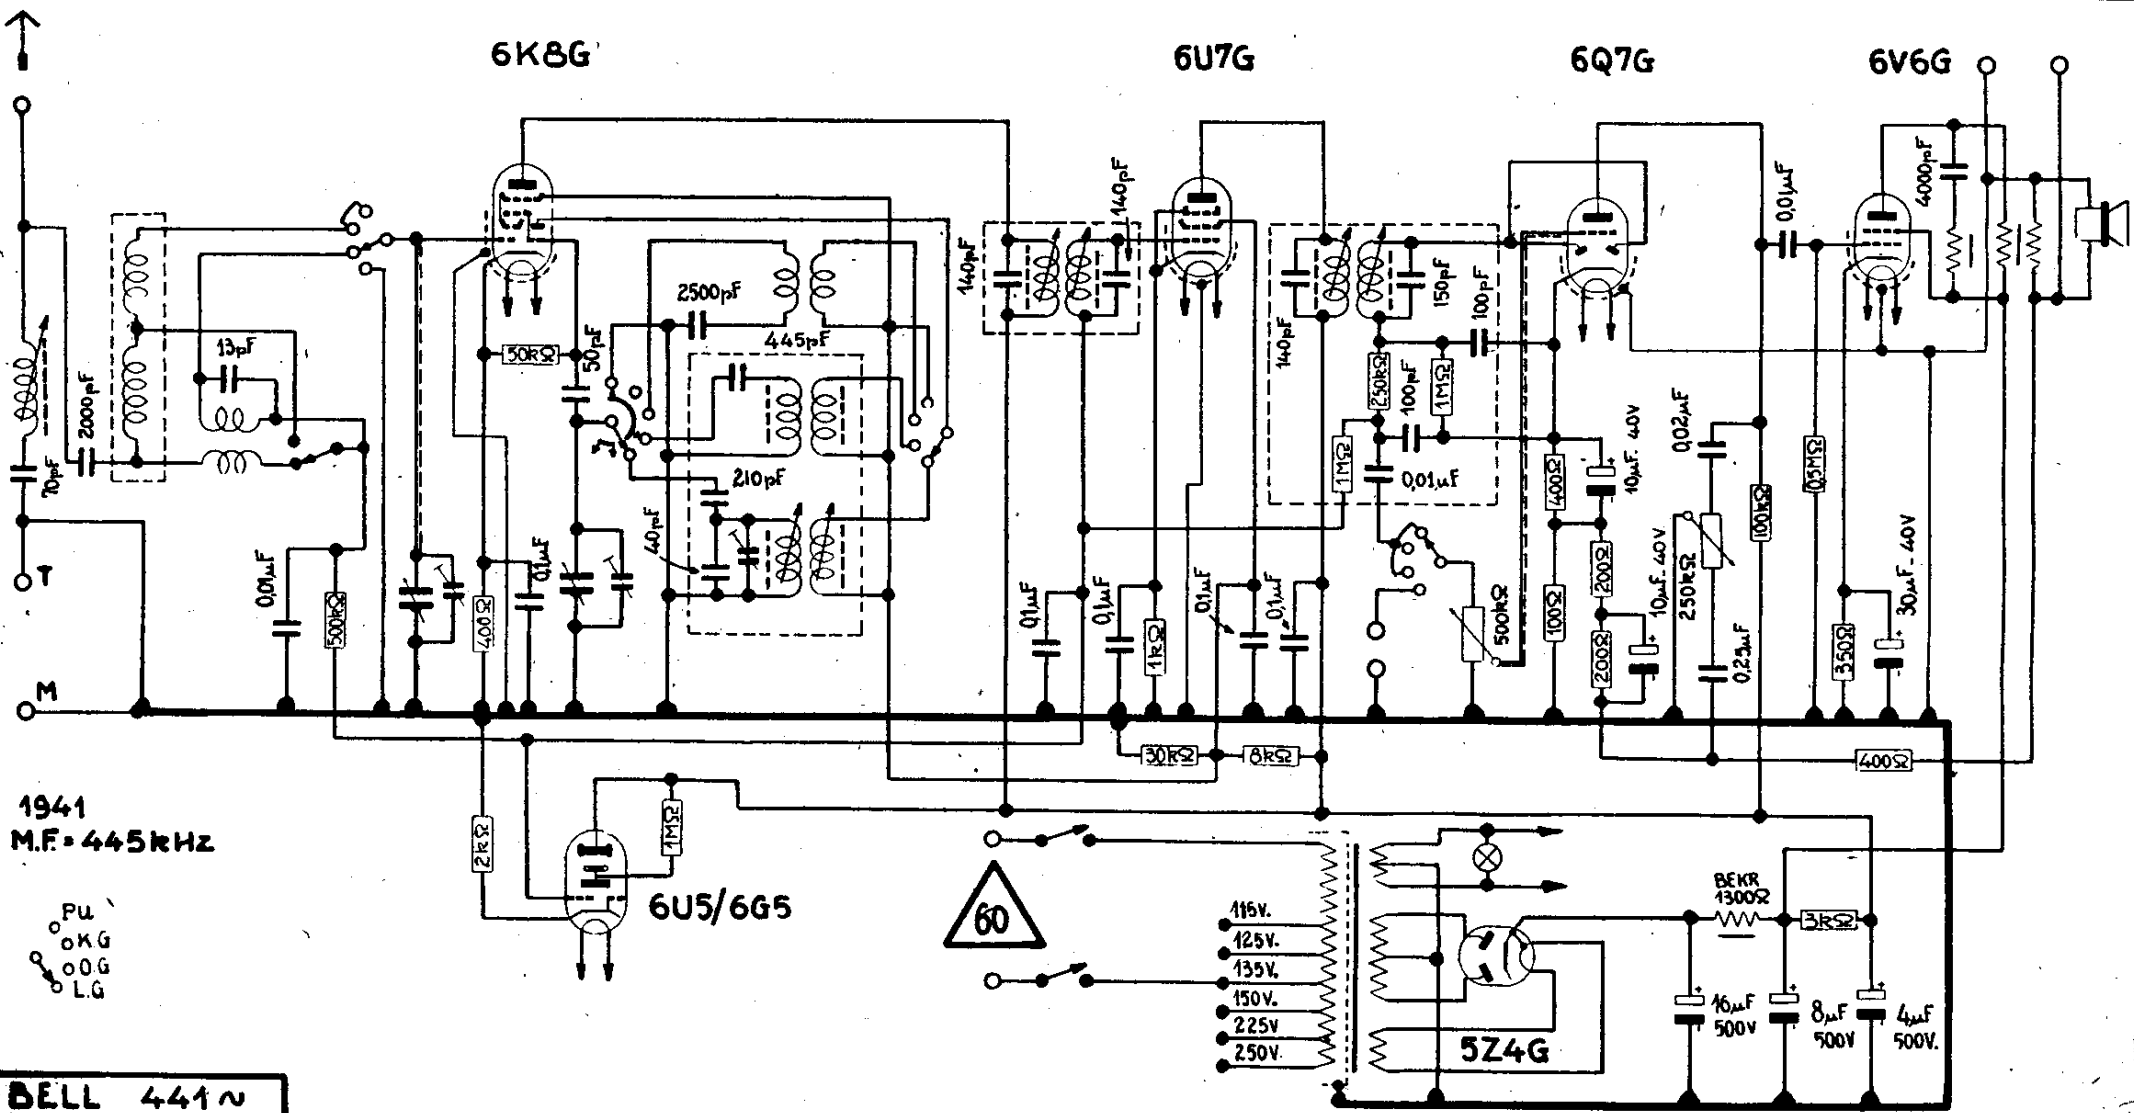 6K8G
6U7G
6Q7G
6V6G
140pF
140pF
0,01µF
4000pF
2500pF
445pF
13pF
50kΩ
50pF
140pF
150pF
100pF
250kΩ
100pF
1MΩ
2000pF
70pF
210pF
1MΩ
0,01µF
400Ω
10µF. 40V
0,02µF
0,5MΩ
100kΩ
T
0,01µF
500kΩ
400Ω
0,1µF
40pF
0,1µF
0,1µF
1kΩ
0,1µF
0,1µF
500kΩ
100Ω
200Ω
200Ω
10µF-40V
250kΩ
0,25µF
350Ω
30µF-40V
M
30kΩ
8kΩ
400Ω
1941
M.F.=445kHz
2kΩ
1MΩ
6U5/6G5
60
Pu
K.G
O.G
L.G
115V.
125V.
135V.
150V.
225V
250V.
BEKR
1300Ω
3kΩ
5Z4G
16µF
500V
8µF
500V
4µF
500V.
BELL 441~